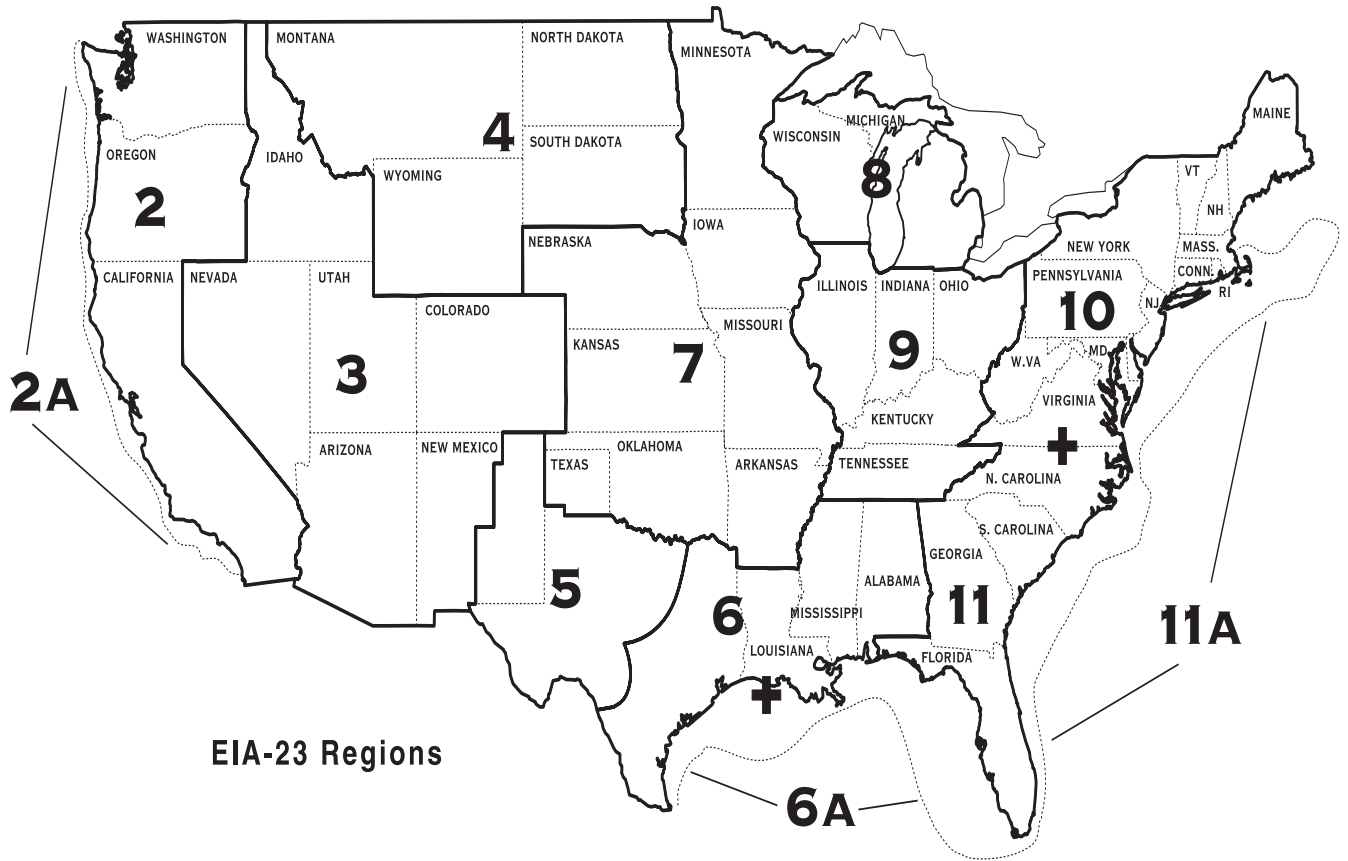 WASHINGTON
MONTANA
NORTH DAKOTA
MINNESOTA
MICHIGAN
MAINE
WISCONSIN
4
SOUTH DAKOTA
OREGON
IDAHO
WYOMING
8
VT
2
NH
IOWA
NEBRASKA
NEW YORK
MASS.
CALIFORNIA
NEVADA
UTAH
ILLINOIS
INDIANA
OHIO
PENNSYLVANIA
CONN.
RI
COLORADO
MISSOURI
10
NJ
KANSAS
7
9
W.VA
MD.
3
2A
VIRGINIA
KENTUCKY
ARIZONA
NEW MEXICO
OKLAHOMA
TEXAS
ARKANSAS
TENNESSEE
N. CAROLINA
S. CAROLINA
GEORGIA
ALABAMA
5
6
11
MISSISSIPPI
11A
LOUISIANA
FLORIDA
EIA-23 Regions
6A